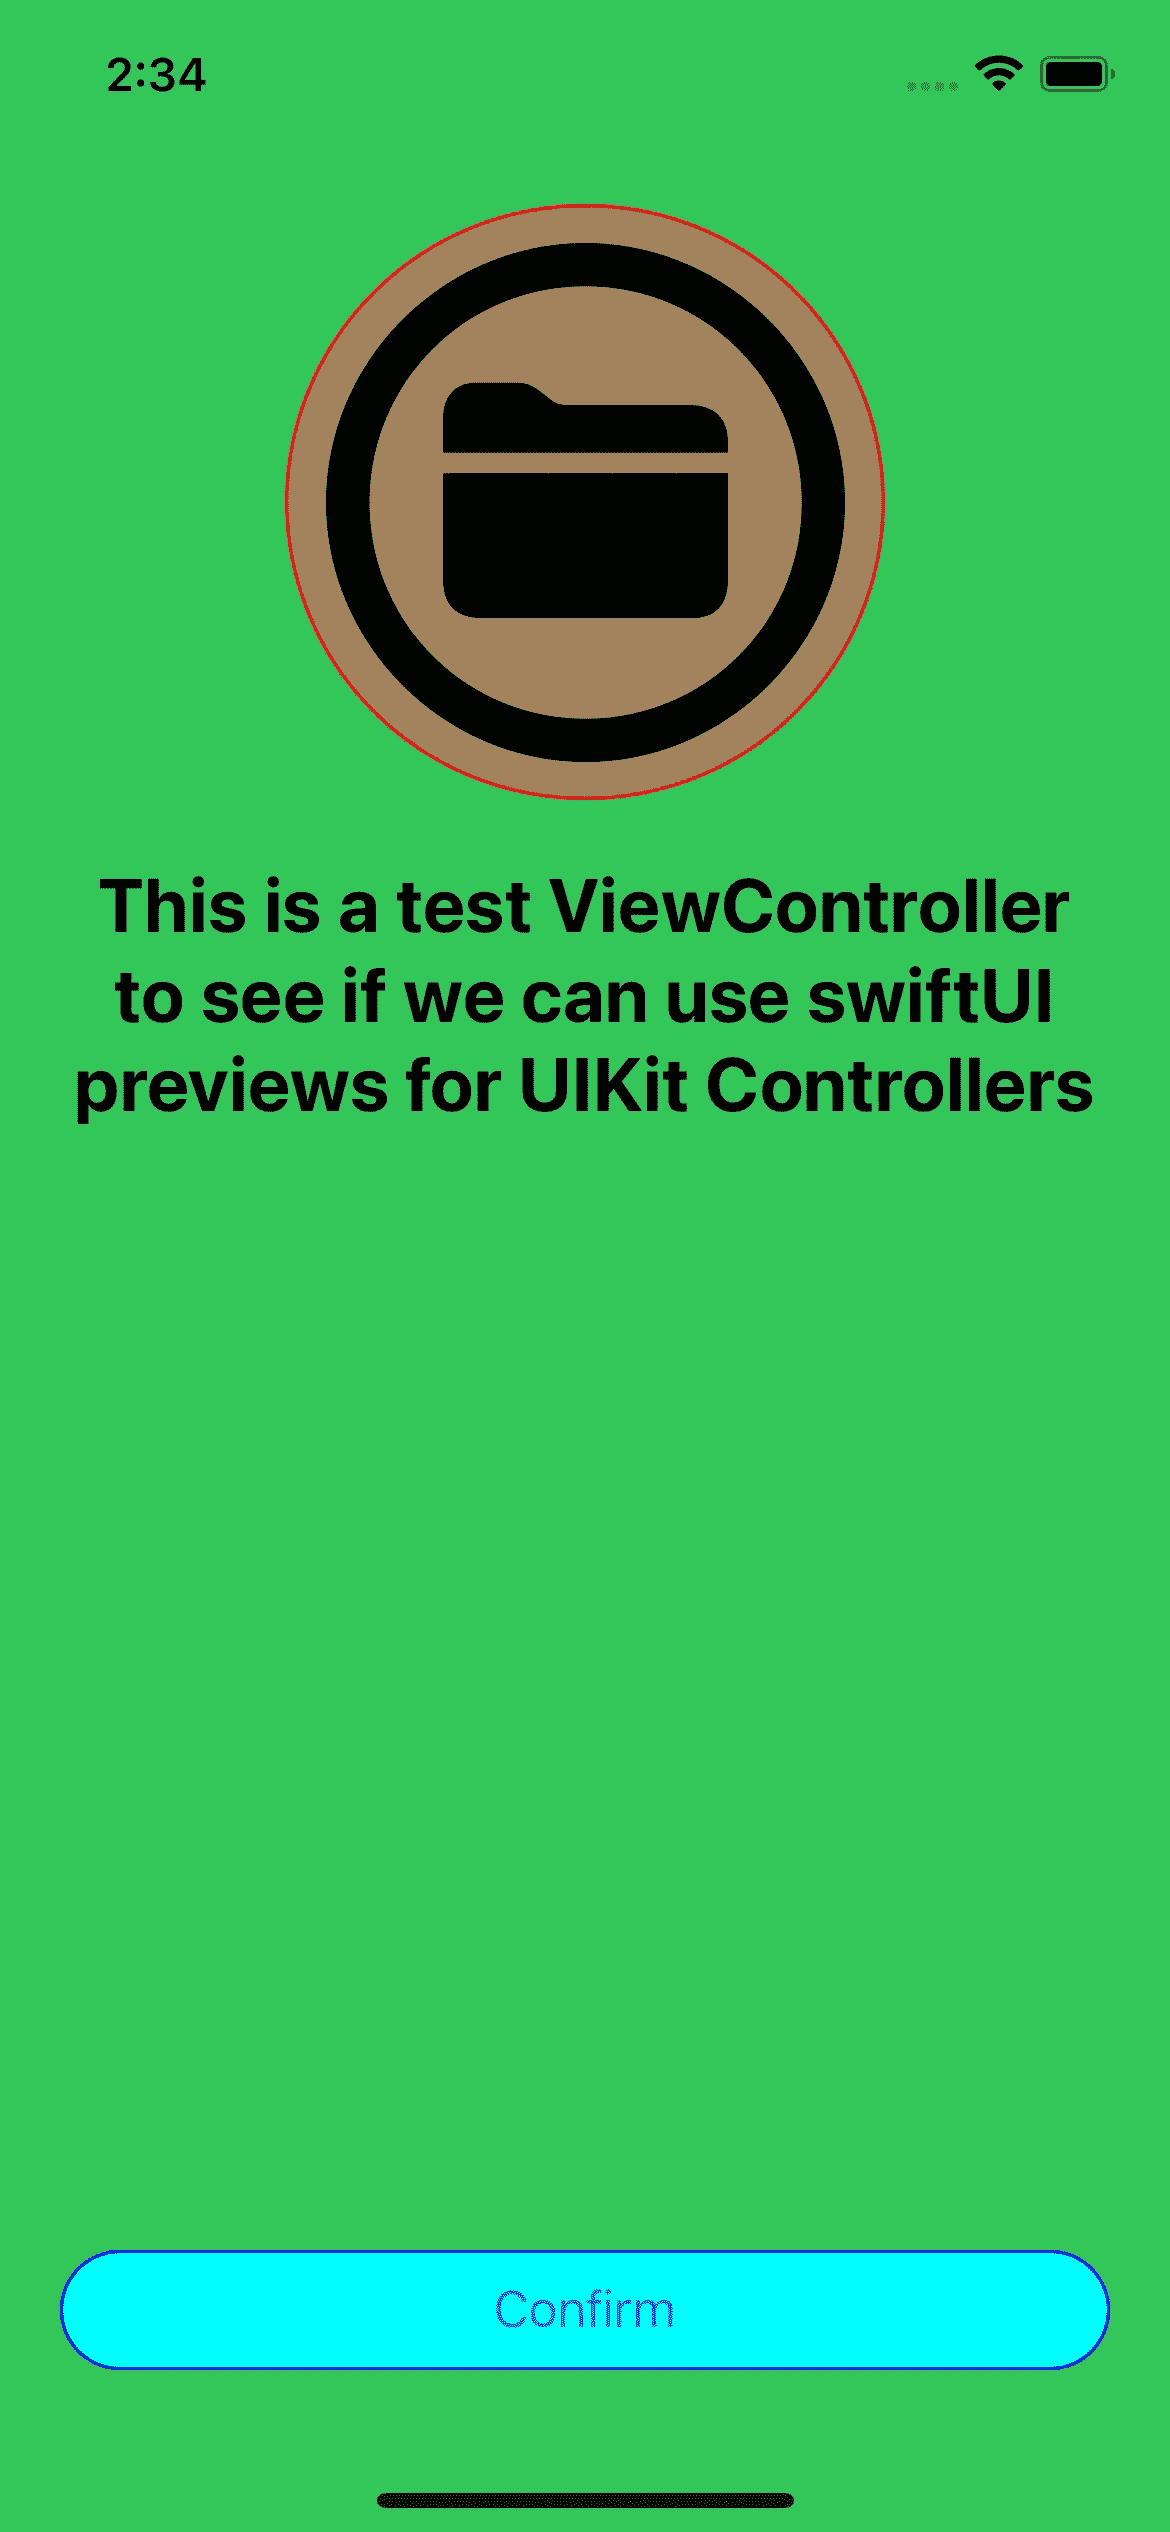 2:34
This is a test ViewController
to see if we can use swiftUI
previews for UIKit Controllers
Confirm